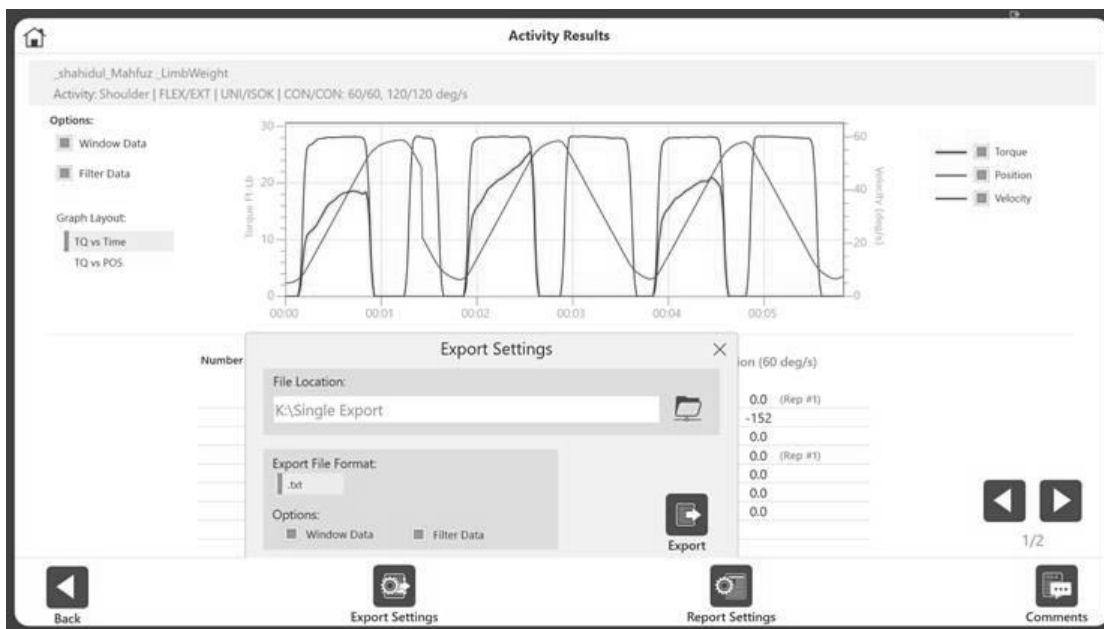 Activity Results
_shahidul_Mahfuz _LimbWeight
Activity: Shoulder | FLEX/EXT | UNI/ISOK | CON/CON: 60/60, 120/120 deg/s
Options:
Window Data
Filter Data
Graph Layout:
TQ vs Time
TQ vs POS
30
20
10
0
Torque Ft Lb
60
40
20
0
Velocity (deg/s)
00:00 00:01 00:02 00:03 00:04 00:05
Torque
Position
Velocity
Number
ion (60 deg/s)
0.0 (Rep #1)
-152
0.0
0.0 (Rep #1)
0.0
0.0
0.0
Export Settings
File Location:
K:\Single Export
Export File Format:
.txt
Options:
Window Data Filter Data
Export
1/2
Back
Export Settings
Report Settings
Comments